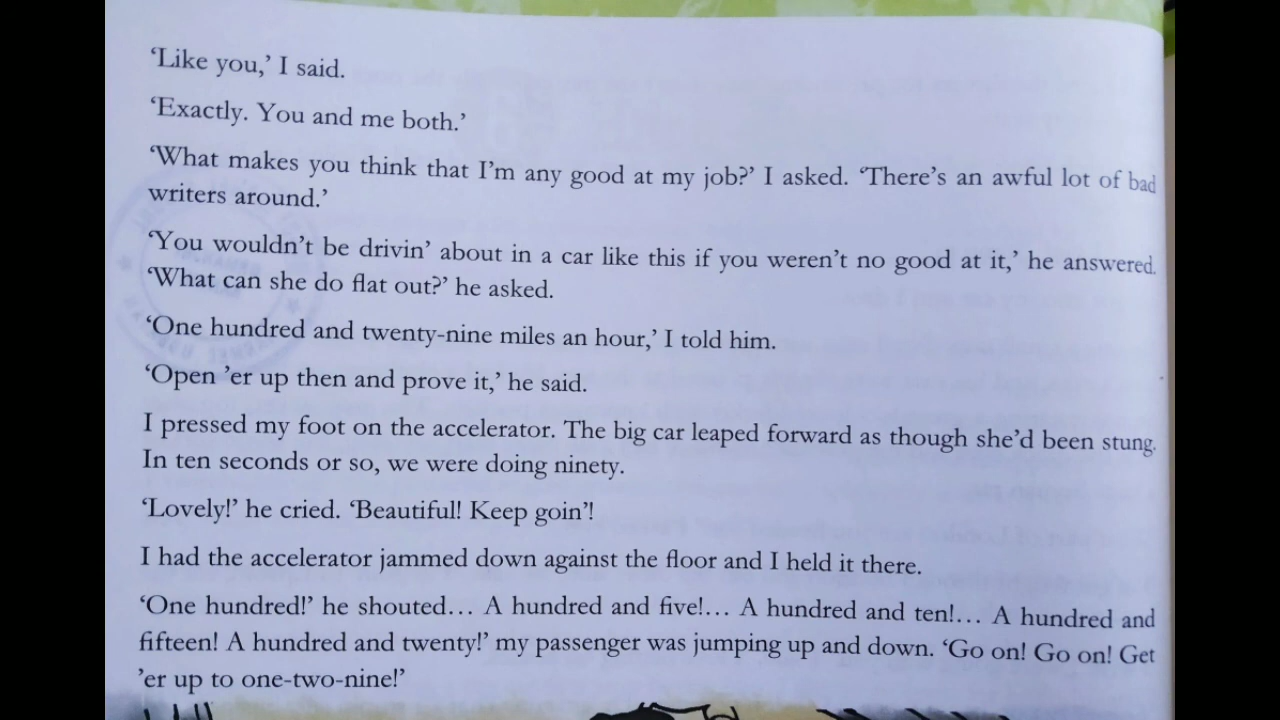 ‘Like you,’ I said.
‘Exactly. You and me both.’
‘What makes you think that I’m any good at my job?’ I asked. ‘There’s an awful lot of bad
writers around.’
‘You wouldn’t be drivin’ about in a car like this if you weren’t no good at it,’ he answered.
‘What can she do flat out?’ he asked.
‘One hundred and twenty-nine miles an hour,’ I told him.
‘Open ’er up then and prove it,’ he said.
I pressed my foot on the accelerator. The big car leaped forward as though she’d been stung.
In ten seconds or so, we were doing ninety.
‘Lovely!’ he cried. ‘Beautiful! Keep goin’!
I had the accelerator jammed down against the floor and I held it there.
‘One hundred!’ he shouted… A hundred and five!… A hundred and ten!… A hundred and
fifteen! A hundred and twenty!’ my passenger was jumping up and down. ‘Go on! Go on! Get
’er up to one-two-nine!’